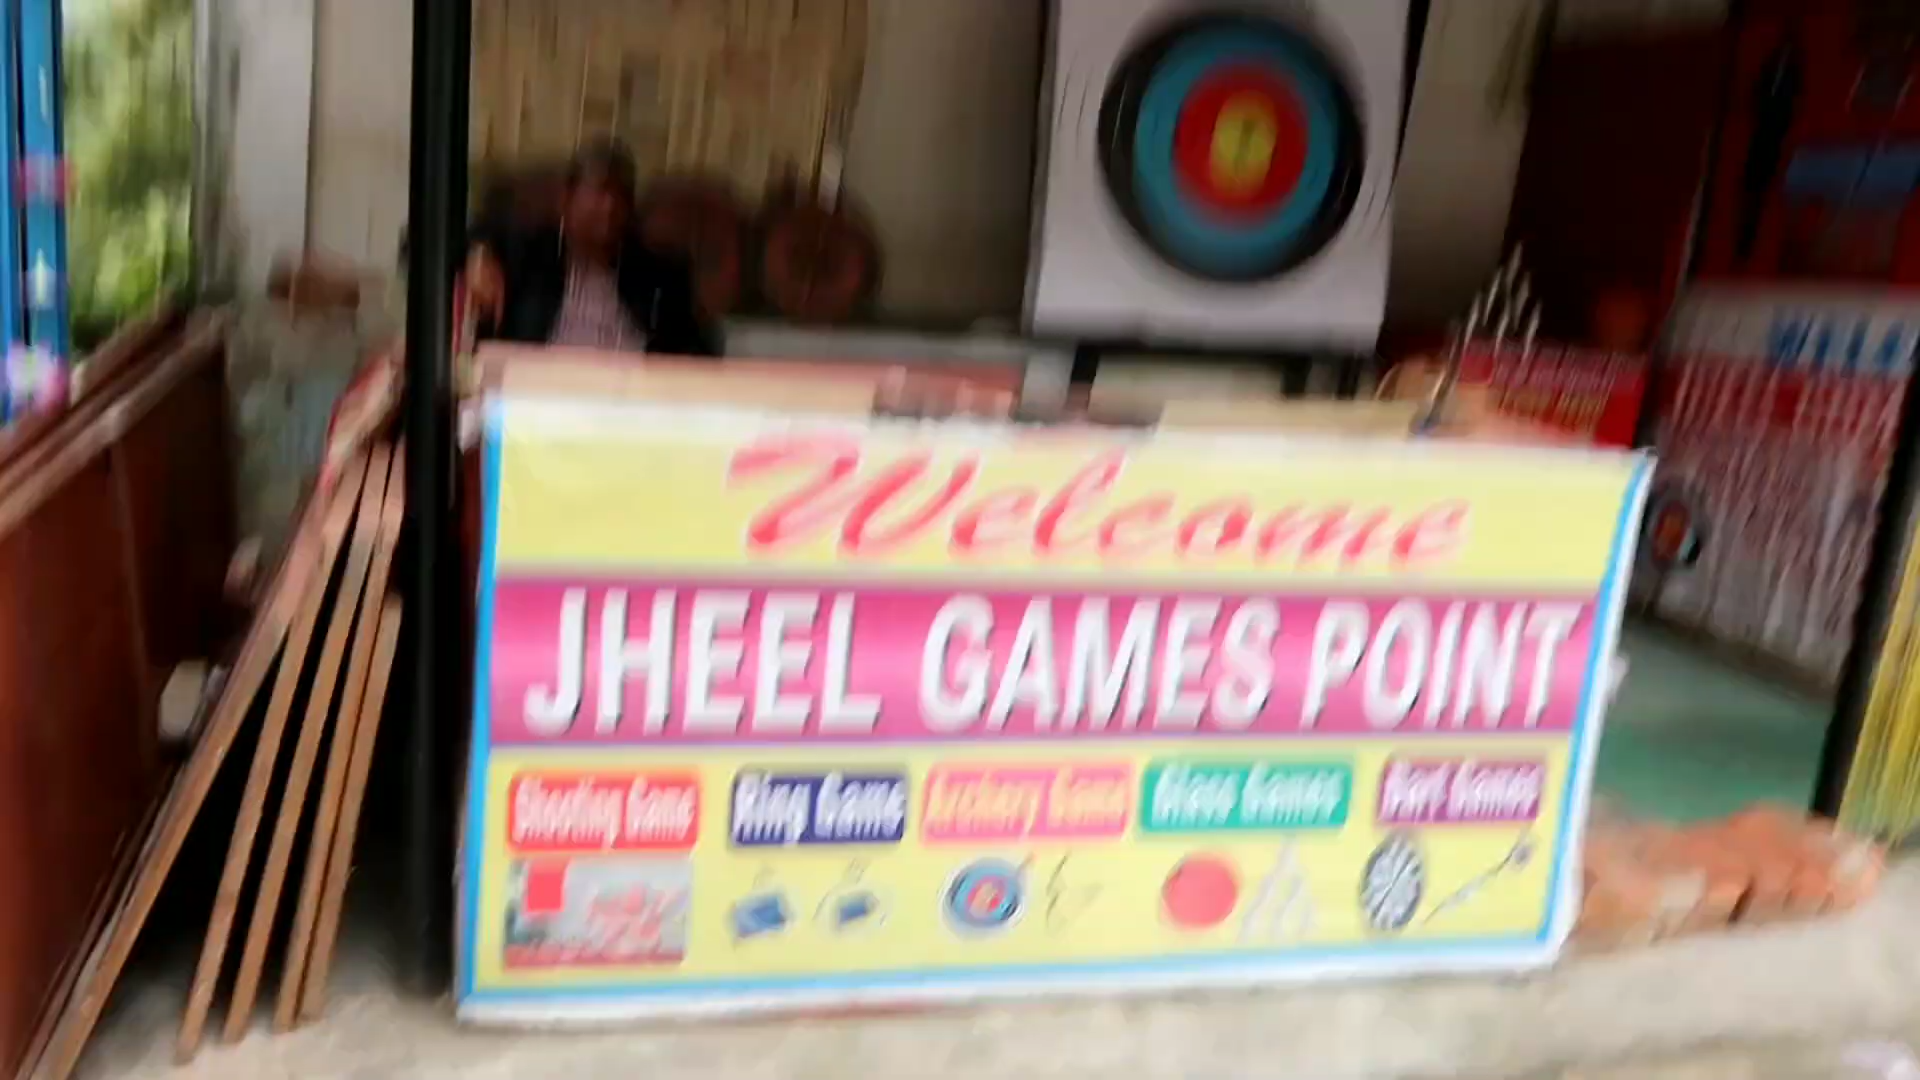 Welcome
JHEEL GAMES POINT
Shooting Game
Ring Game
Archery Game
Glass Games
Dart Games